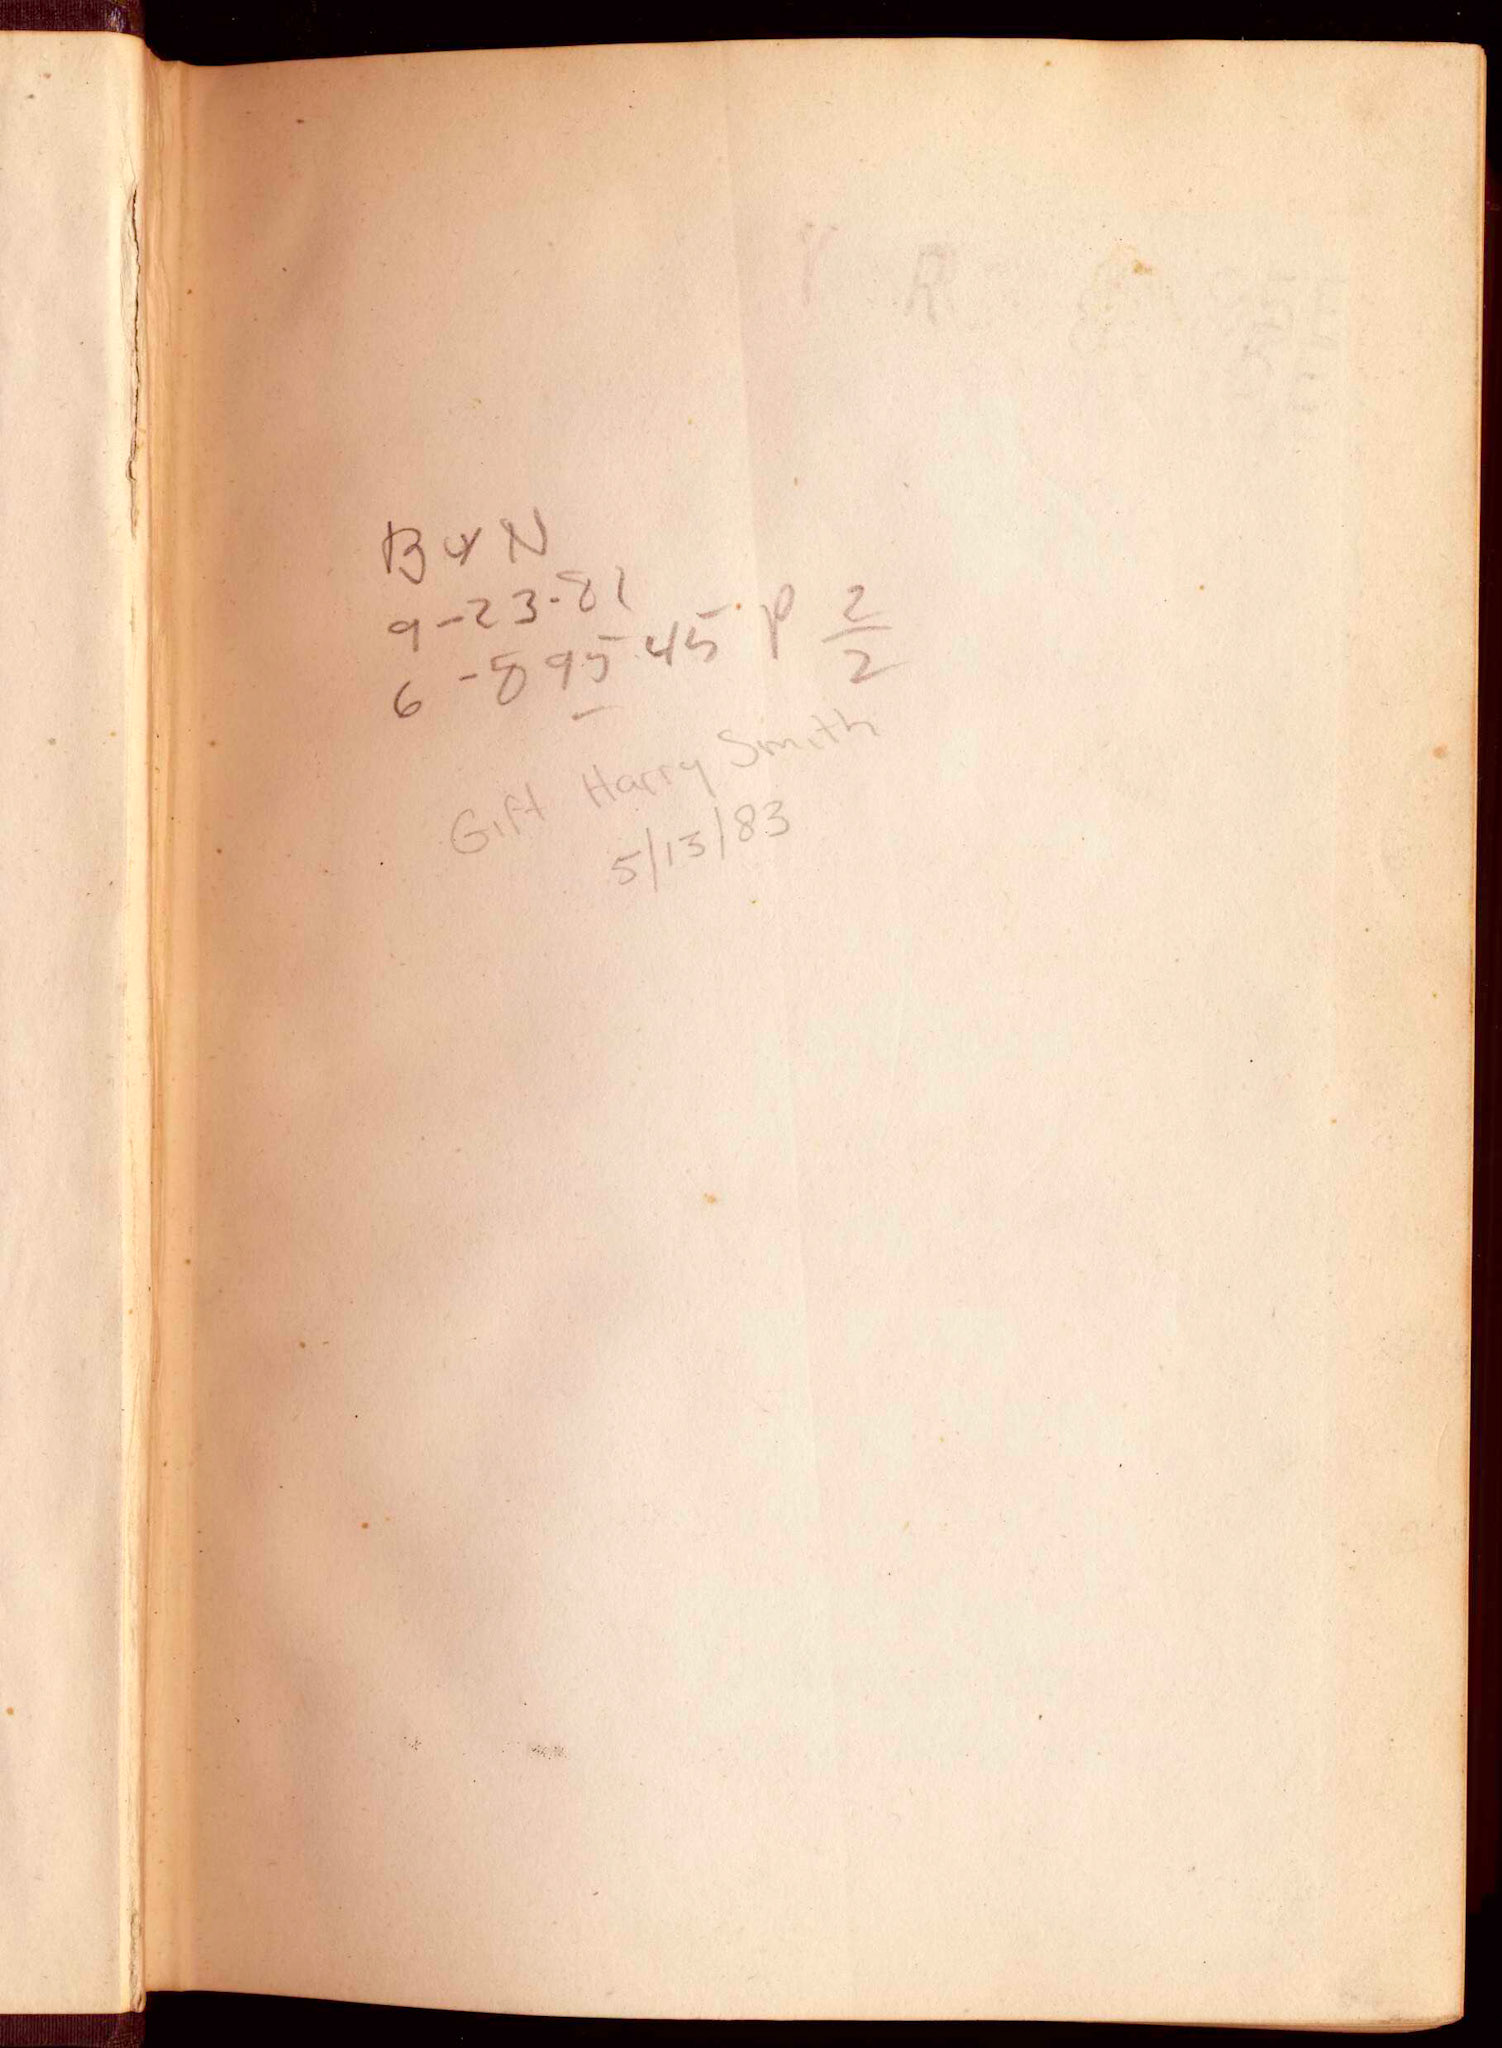 B & N
9-23-81
6-895.45 P 2/2
Gift Harry Smith
5/13/83